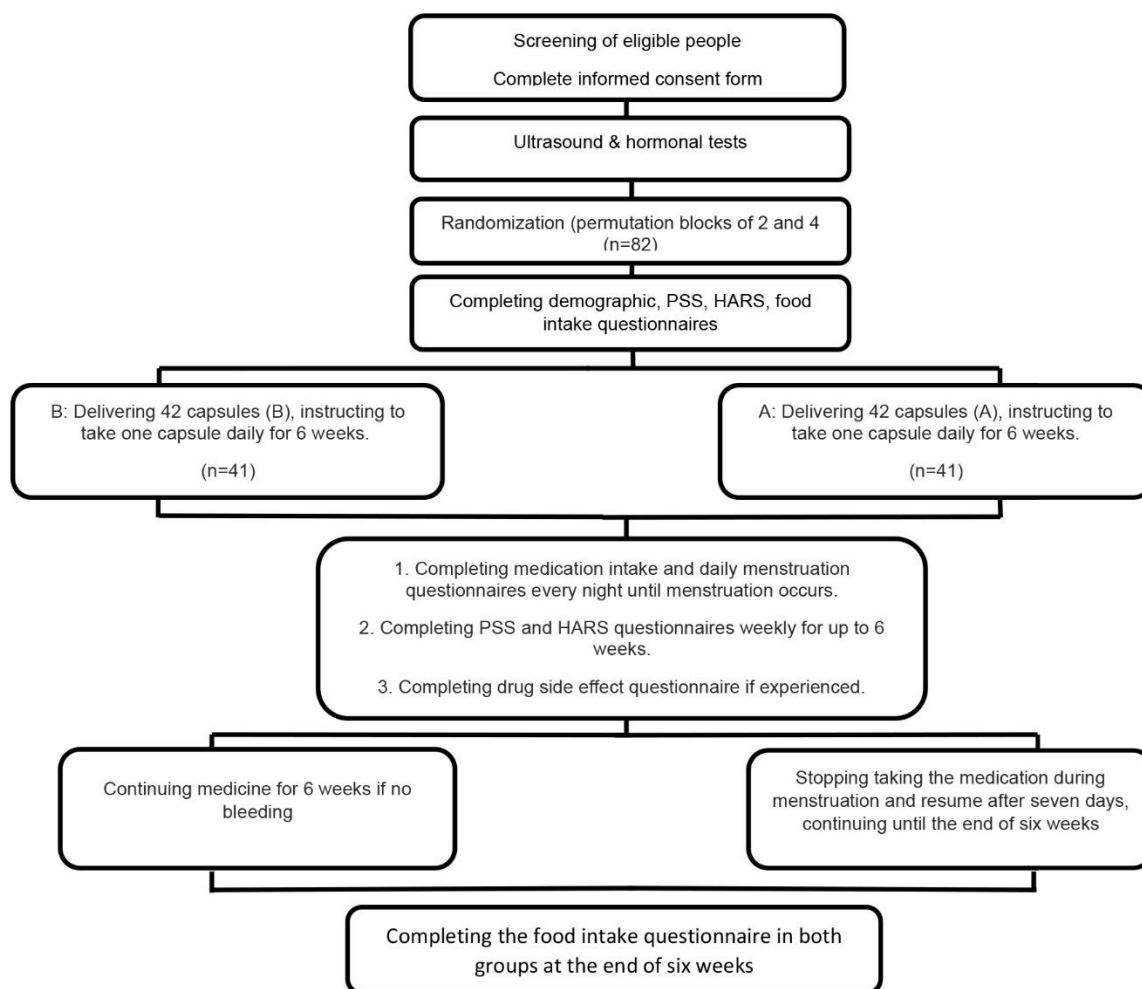 Screening of eligible people
Complete informed consent form
Ultrasound & hormonal tests
Randomization (permutation blocks of 2 and 4
(n=82)
Completing demographic, PSS, HARS, food
intake questionnaires
B: Delivering 42 capsules (B), instructing to
take one capsule daily for 6 weeks.
(n=41)
A: Delivering 42 capsules (A), instructing to
take one capsule daily for 6 weeks.
(n=41)
1. Completing medication intake and daily menstruation
questionnaires every night until menstruation occurs.
2. Completing PSS and HARS questionnaires weekly for up to 6
weeks.
3. Completing drug side effect questionnaire if experienced.
Continuing medicine for 6 weeks if no
bleeding
Stopping taking the medication during
menstruation and resume after seven days,
continuing until the end of six weeks
Completing the food intake questionnaire in both
groups at the end of six weeks